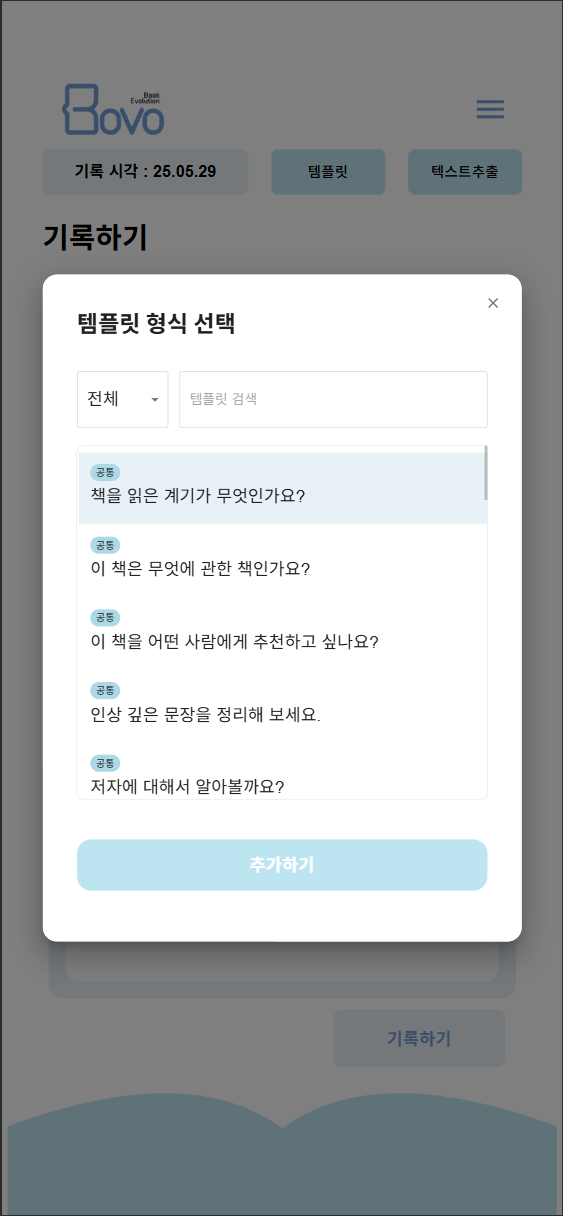 Book
Evolution
Bovo
기록 시각 : 25.05.29
템플릿
텍스트추출
기록하기
템플릿 형식 선택
×
전체
템플릿 검색
공통
책을 읽은 계기가 무엇인가요?
공통
이 책은 무엇에 관한 책인가요?
공통
이 책을 어떤 사람에게 추천하고 싶나요?
공통
인상 깊은 문장을 정리해 보세요.
공통
저자에 대해서 알아볼까요?
추가하기
기록하기